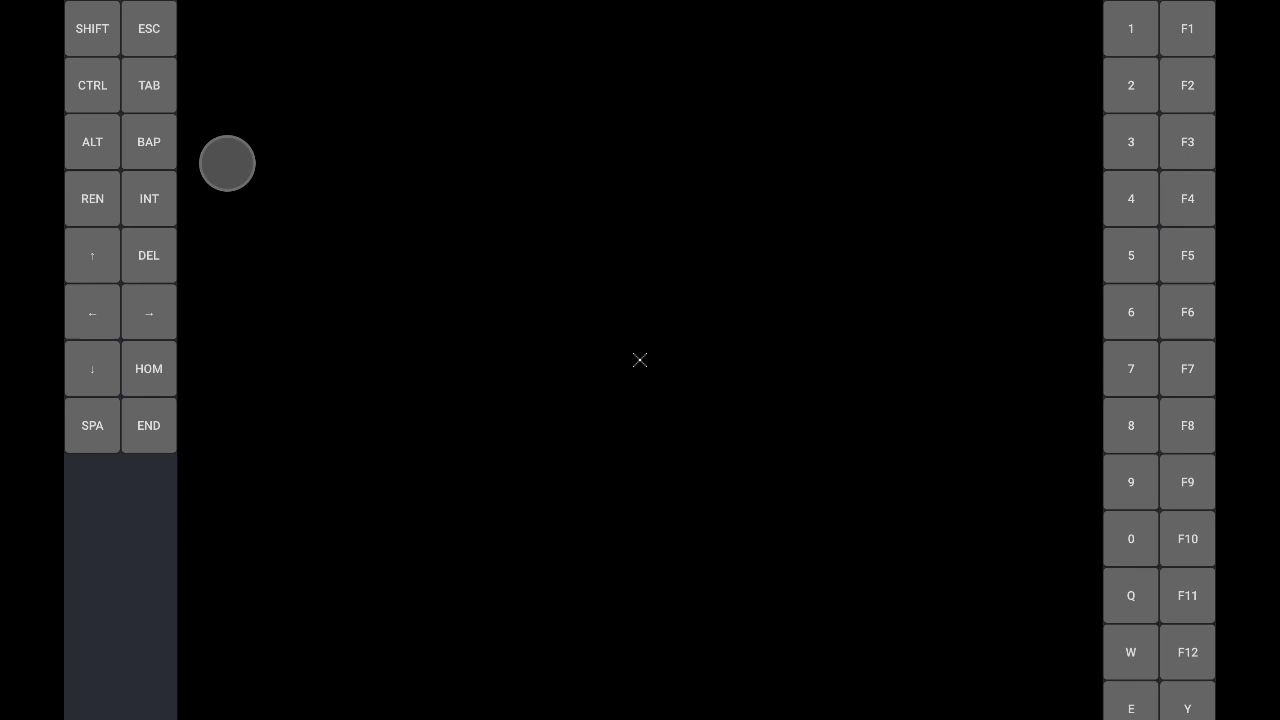 SHIFT ESC 1 F1
CTRL TAB 2 F2
ALT BAP 3 F3
REN INT 4 F4
↑ DEL 5 F5
← → 6 F6
↓ HOM 7 F7
SPA END 8 F8
9 F9
0 F10
Q F11
W F12
E Y